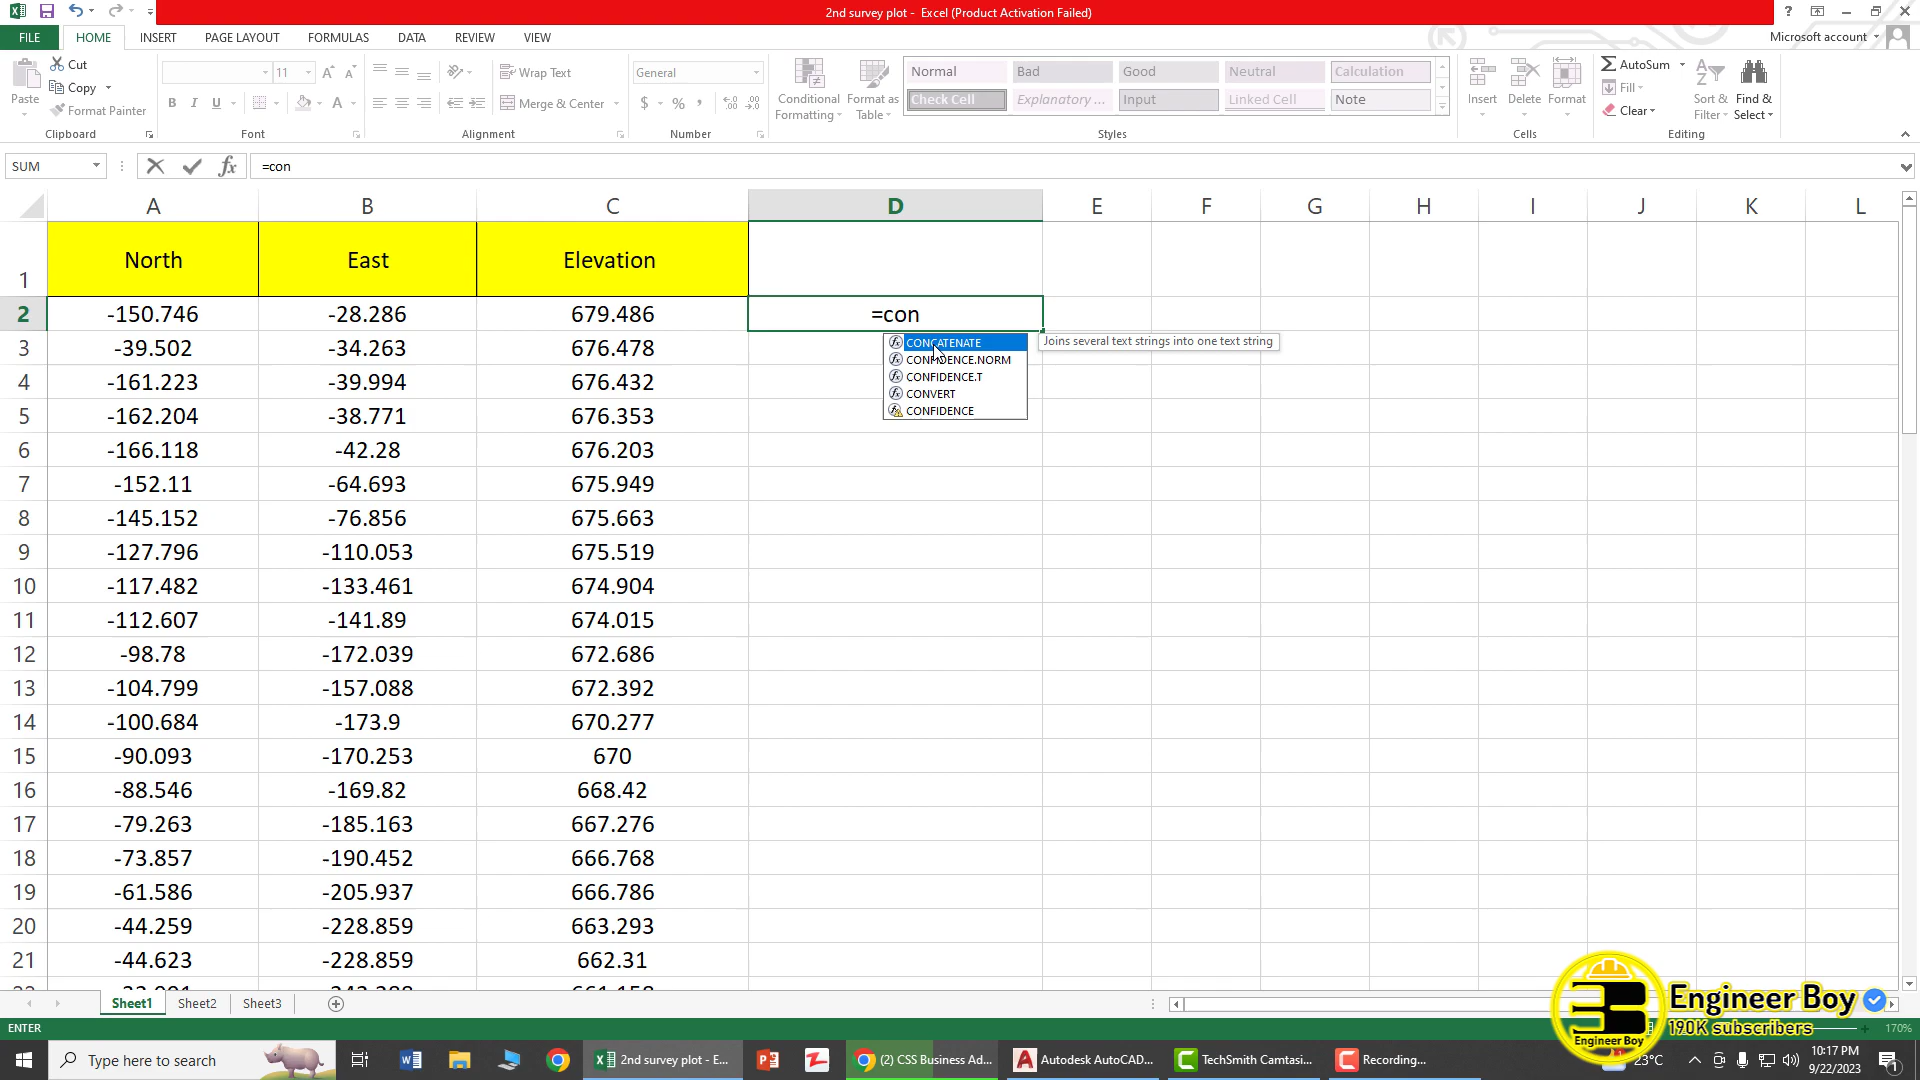 2nd survey plot - Excel (Product Activation Failed)
FILE HOME INSERT PAGE LAYOUT FORMULAS DATA REVIEW VIEW Microsoft account
Paste Cut Copy Format Painter Clipboard
11 B I U Font
Wrap Text Merge & Center Alignment
General $ % Number
Conditional Formatting Format as Table
Normal Bad Good Neutral Calculation
Check Cell Explanatory ... Input Linked Cell Note
Styles
Insert Delete Format Cells
AutoSum Fill Clear Sort & Filter Find & Select Editing
SUM fx =con
A B C D E F G H I J K L
1 North East Elevation
2 -150.746 -28.286 679.486 =con
3 -39.502 -34.263 676.478
4 -161.223 -39.994 676.432
5 -162.204 -38.771 676.353
6 -166.118 -42.28 676.203
7 -152.11 -64.693 675.949
8 -145.152 -76.856 675.663
9 -127.796 -110.053 675.519
10 -117.482 -133.461 674.904
11 -112.607 -141.89 674.015
12 -98.78 -172.039 672.686
13 -104.799 -157.088 672.392
14 -100.684 -173.9 670.277
15 -90.093 -170.253 670
16 -88.546 -169.82 668.42
17 -79.263 -185.163 667.276
18 -73.857 -190.452 666.768
19 -61.586 -205.937 666.786
20 -44.259 -228.859 663.293
21 -44.623 -228.859 662.31
CONCATENATE
CONFIDENCE.NORM
CONFIDENCE.T
CONVERT
CONFIDENCE
Joins several text strings into one text string
Sheet1 Sheet2 Sheet3
Engineer Boy
190K subscribers
Engineer Boy
ENTER 170%
Type here to search
2nd survey plot - E...
(2) CSS Business Ad...
Autodesk AutoCAD...
TechSmith Camtasi...
Recording...
23°C
10:17 PM
9/22/2023